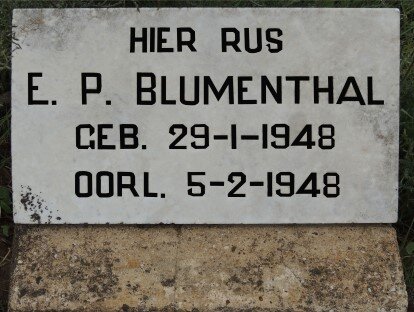 HIER RUS
E. P. BLUMENTHAL
GEB. 29-1-1948
OORL. 5-2-1948